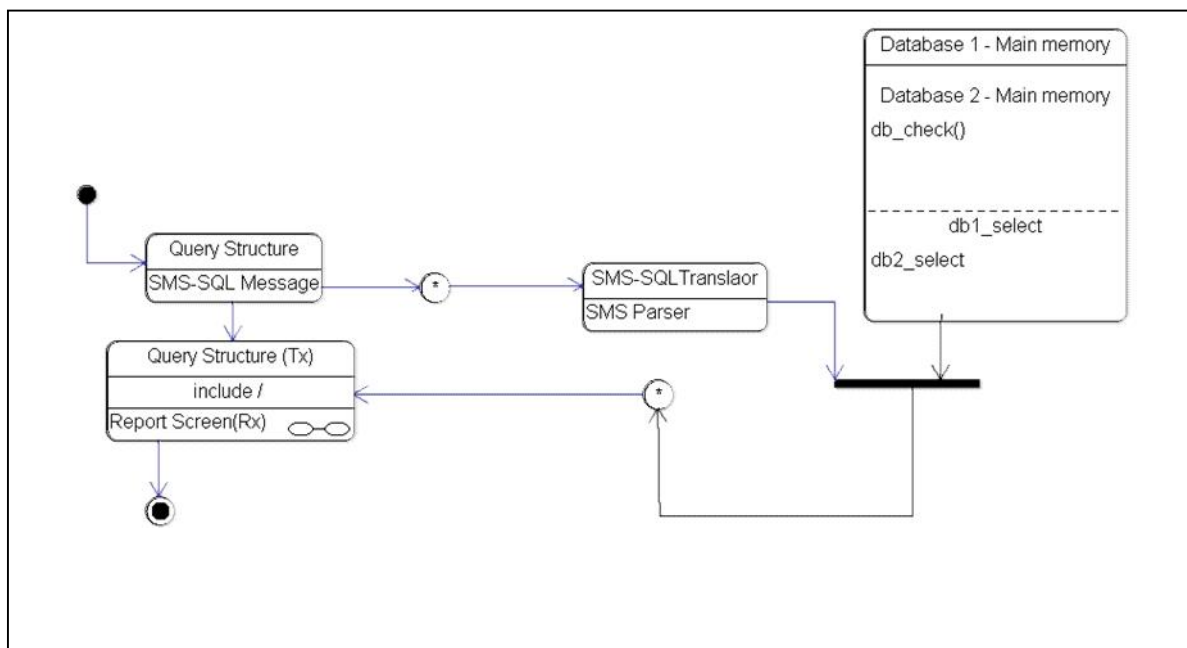 Database 1 - Main memory
Database 2 - Main memory
db_check()
db1_select
db2_select
Query Structure
SMS-SQL Message
*
SMS-SQLTranslaor
SMS Parser
Query Structure (Tx)
include /
Report Screen(Rx)
*